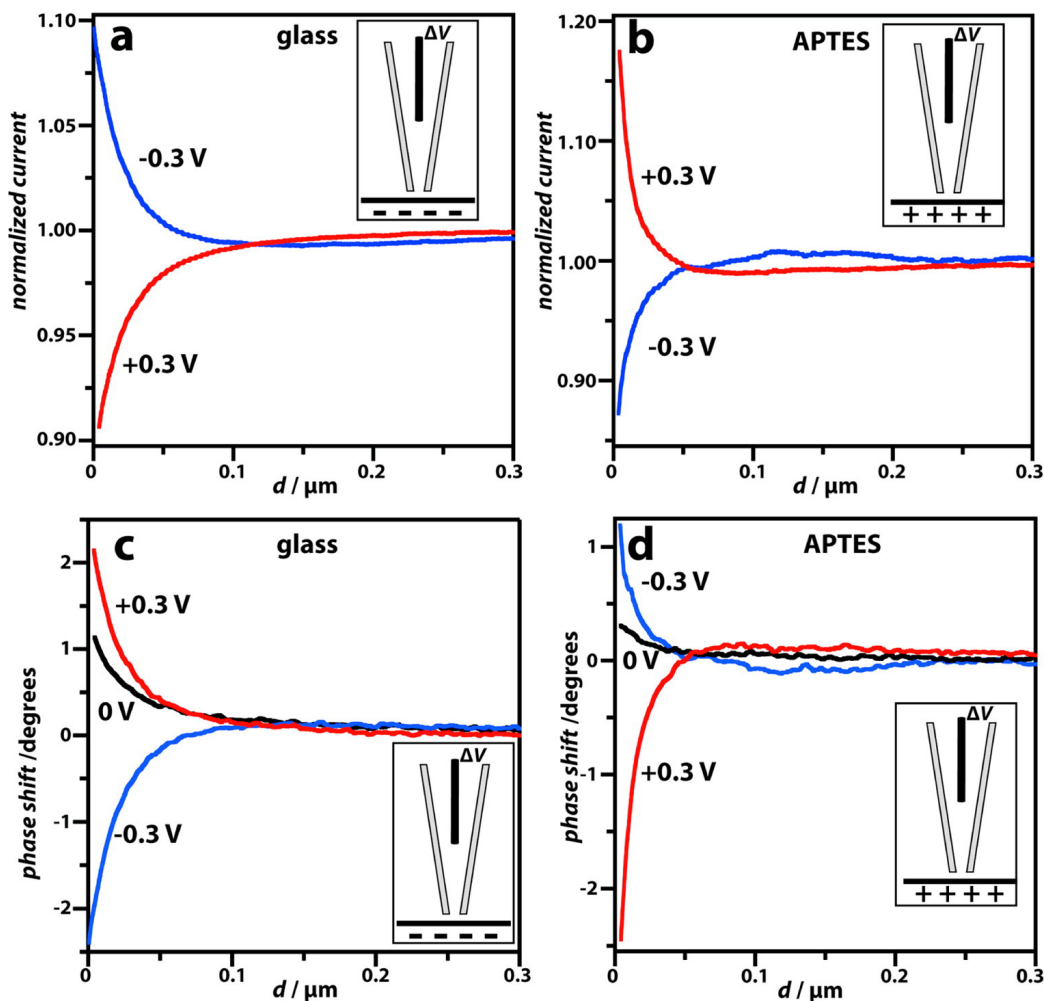 a
glass
ΔV
1.10
1.05
1.00
0.95
0.90
normalized current
-0.3 V
+0.3 V
- - - -
0
0.1
0.2
0.3
d / μm
b
APTES
ΔV
1.20
1.10
1.00
0.90
normalized current
+0.3 V
-0.3 V
+ + + +
0
0.1
0.2
0.3
d / μm
c
glass
2
1
0
-1
-2
phase shift /degrees
+0.3 V
0 V
-0.3 V
ΔV
- - - -
0
0.1
0.2
0.3
d / μm
d
APTES
1
0
-1
-2
phase shift /degrees
-0.3 V
0 V
+0.3 V
ΔV
+ + + +
0
0.1
0.2
0.3
d / μm